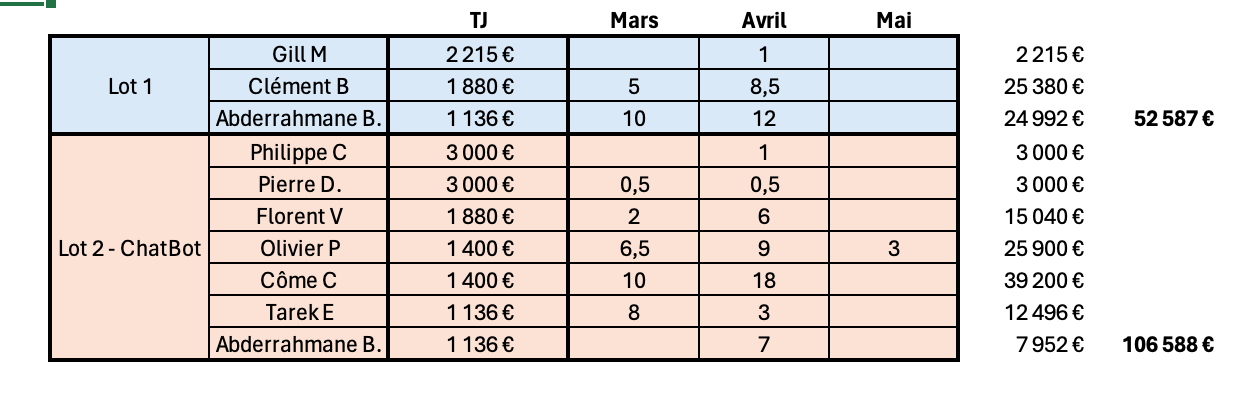 TJ Mars Avril Mai
Gill M 2 215 € 1 2 215 €
Lot 1 Clément B 1 880 € 5 8,5 25 380 €
Abderrahmane B. 1 136 € 10 12 24 992 € 52 587 €
Philippe C 3 000 € 1 3 000 €
Pierre D. 3 000 € 0,5 0,5 3 000 €
Florent V 1 880 € 2 6 15 040 €
Lot 2 - ChatBot Olivier P 1 400 € 6,5 9 3 25 900 €
Côme C 1 400 € 10 18 39 200 €
Tarek E 1 136 € 8 3 12 496 €
Abderrahmane B. 1 136 € 7 7 952 € 106 588 €